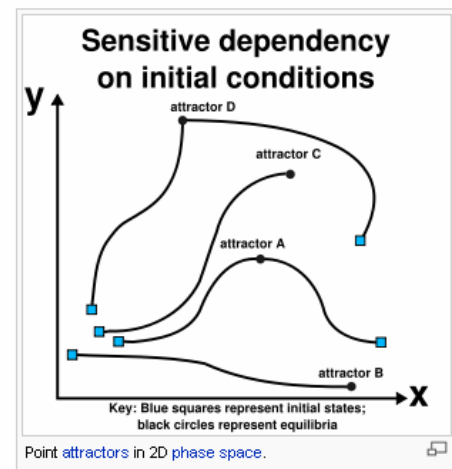 Sensitive dependency
on initial conditions
y
attractor D
attractor C
attractor A
attractor B
x
Key: Blue squares represent initial states;
black circles represent equilibria
Point attractors in 2D phase space.